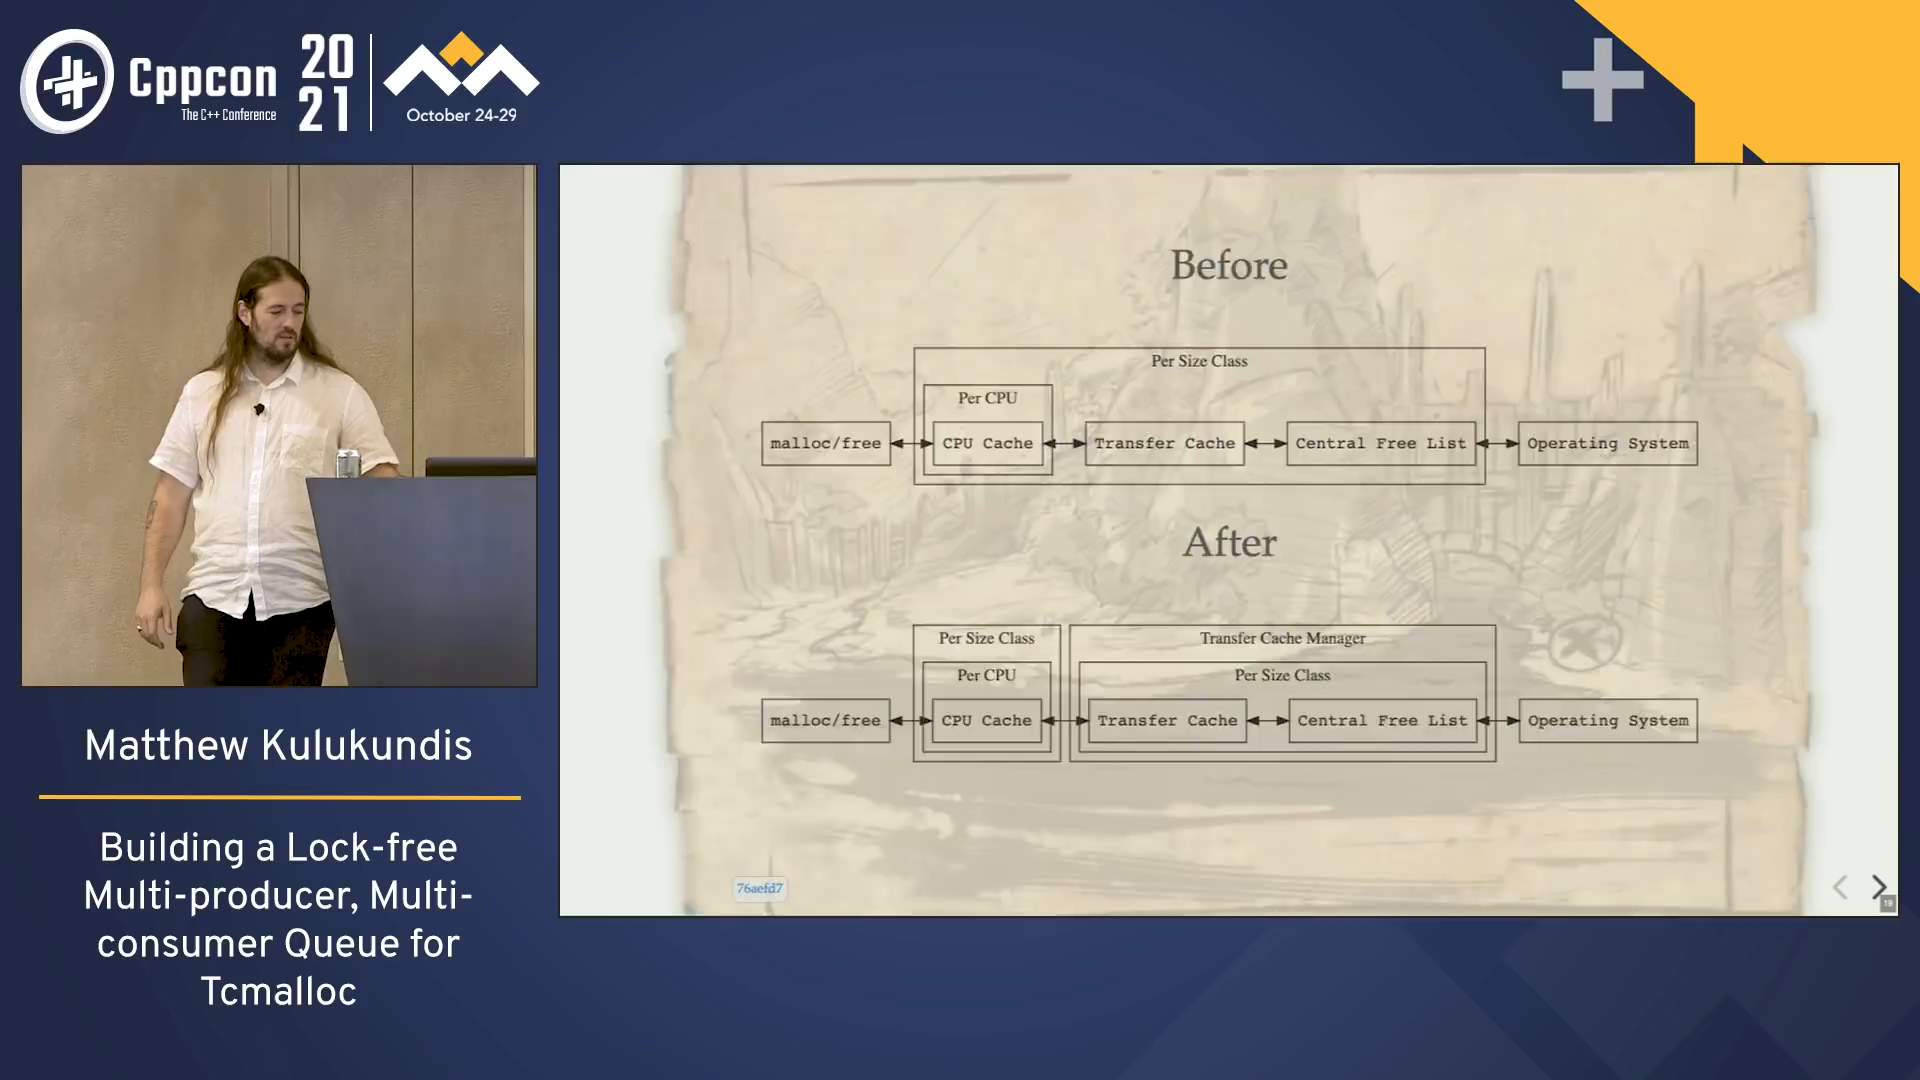 Cppcon
The C++ Conference
20
21
October 24-29
Before
Per Size Class
Per CPU
malloc/free
CPU Cache
Transfer Cache
Central Free List
Operating System
After
Per Size Class
Transfer Cache Manager
Per CPU
Per Size Class
malloc/free
CPU Cache
Transfer Cache
Central Free List
Operating System
76aefd7
19
Matthew Kulukundis
Building a Lock-free
Multi-producer, Multi-
consumer Queue for
Tcmalloc